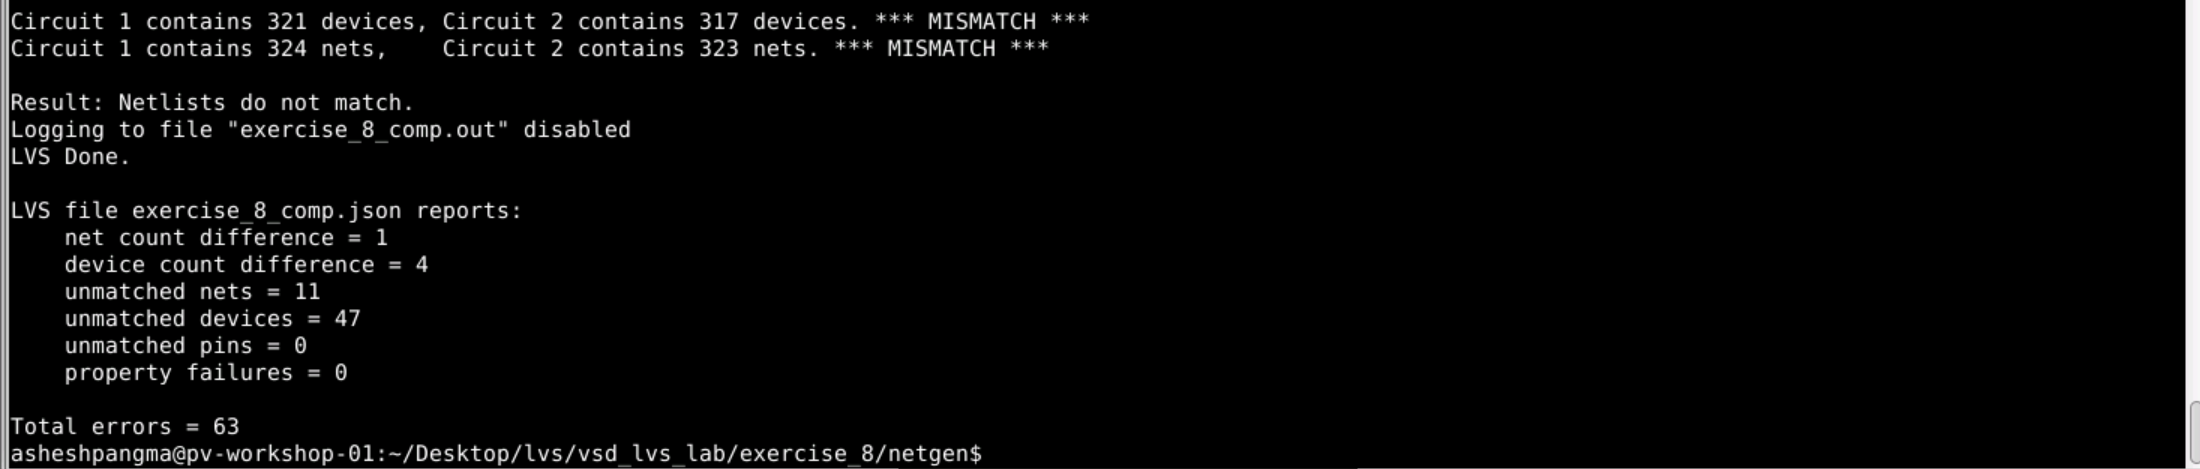 Circuit 1 contains 321 devices, Circuit 2 contains 317 devices. *** MISMATCH ***
Circuit 1 contains 324 nets,    Circuit 2 contains 323 nets. *** MISMATCH ***

Result: Netlists do not match.
Logging to file "exercise_8_comp.out" disabled
LVS Done.

LVS file exercise_8_comp.json reports:
    net count difference = 1
    device count difference = 4
    unmatched nets = 11
    unmatched devices = 47
    unmatched pins = 0
    property failures = 0

Total errors = 63
asheshpangma@pv-workshop-01:~/Desktop/lvs/vsd_lvs_lab/exercise_8/netgen$